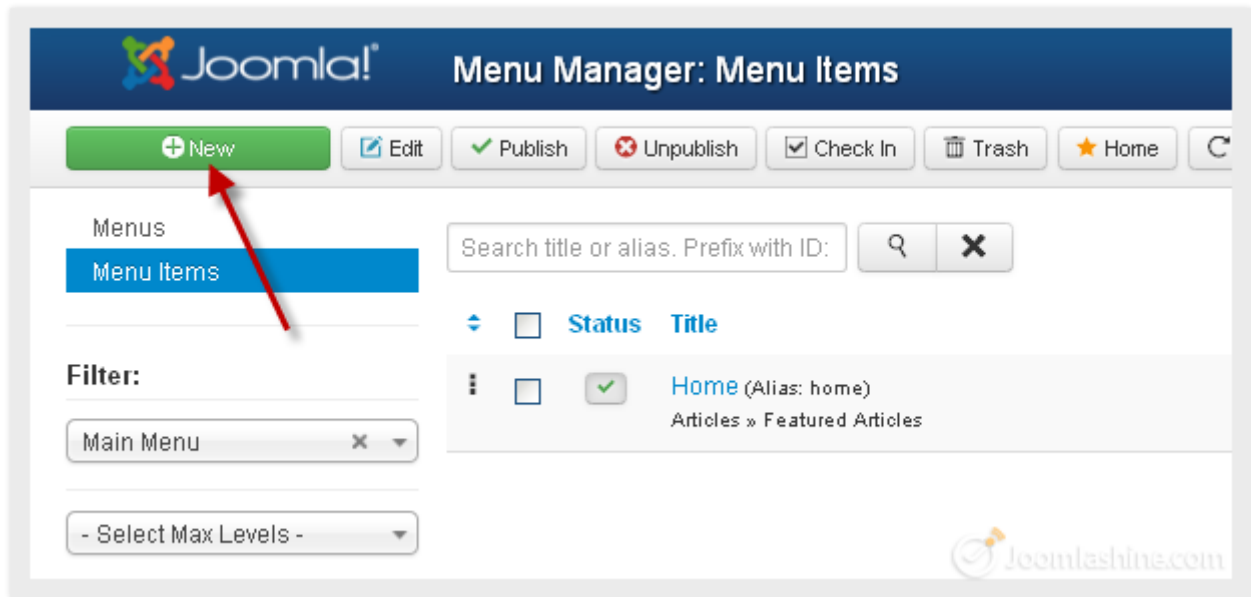 Joomla!® Menu Manager: Menu Items
New Edit Publish Unpublish Check In Trash Home
Menus
Menu Items
Search title or alias. Prefix with ID:
Status Title
Filter:
Home (Alias: home)
Articles » Featured Articles
Main Menu
- Select Max Levels -
Joomlashine.com